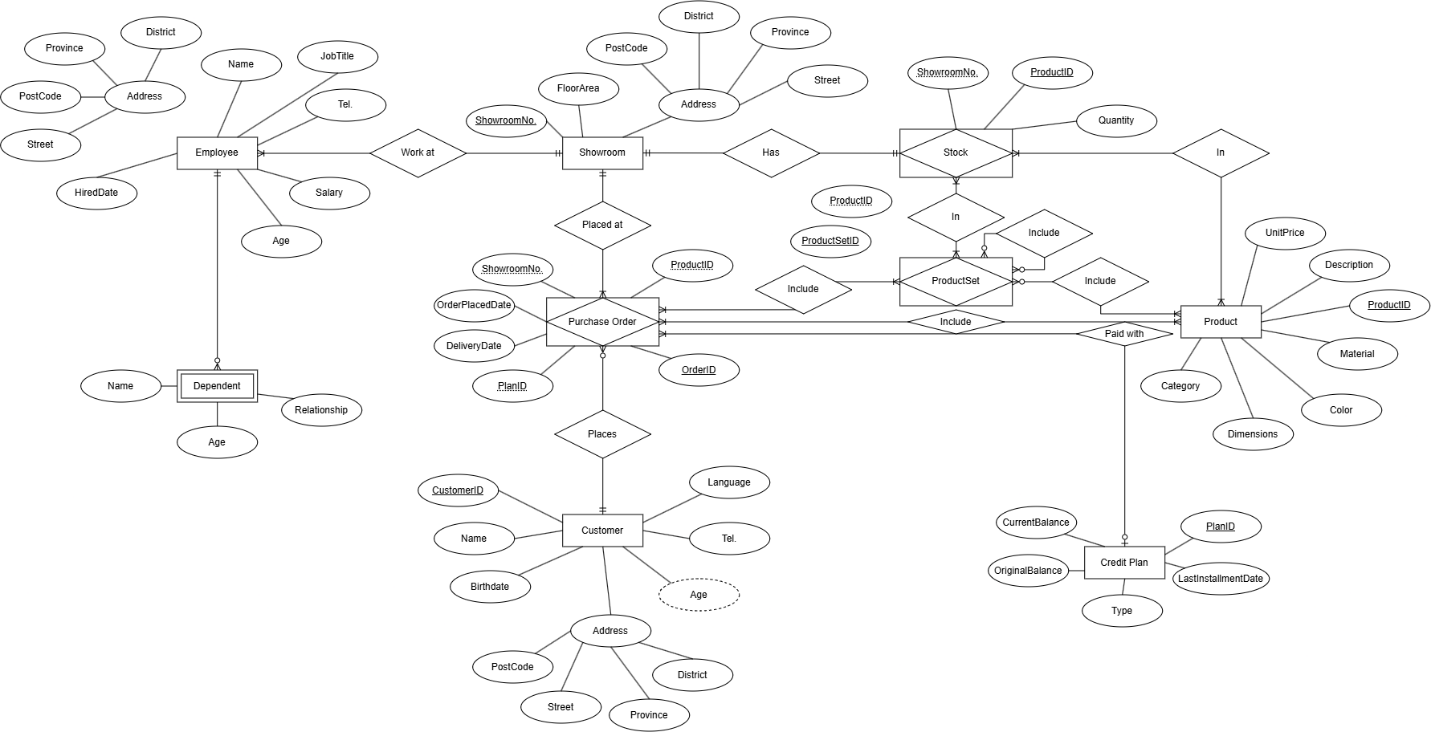 District
Province
Name
JobTitle
PostCode
Address
Tel.
Street
Employee
HiredDate
Salary
Age
Work at
District
PostCode
Province
FloorArea
Street
Address
ShowroomNo.
Showroom
Has
ShowroomNo.
ProductID
Quantity
Stock
In
Placed at
ProductID
In
ProductSetID
Include
ShowroomNo.
ProductID
Include
ProductSet
Include
OrderPlacedDate
Purchase Order
Include
Paid with
DeliveryDate
PlanID
OrderID
UnitPrice
Description
ProductID
Product
Material
Category
Color
Dimensions
Name
Dependent
Relationship
Age
Places
CustomerID
Language
Name
Customer
Tel.
Birthdate
Age
Address
PostCode
District
Street
Province
CurrentBalance
PlanID
OriginalBalance
Credit Plan
LastInstallmentDate
Type